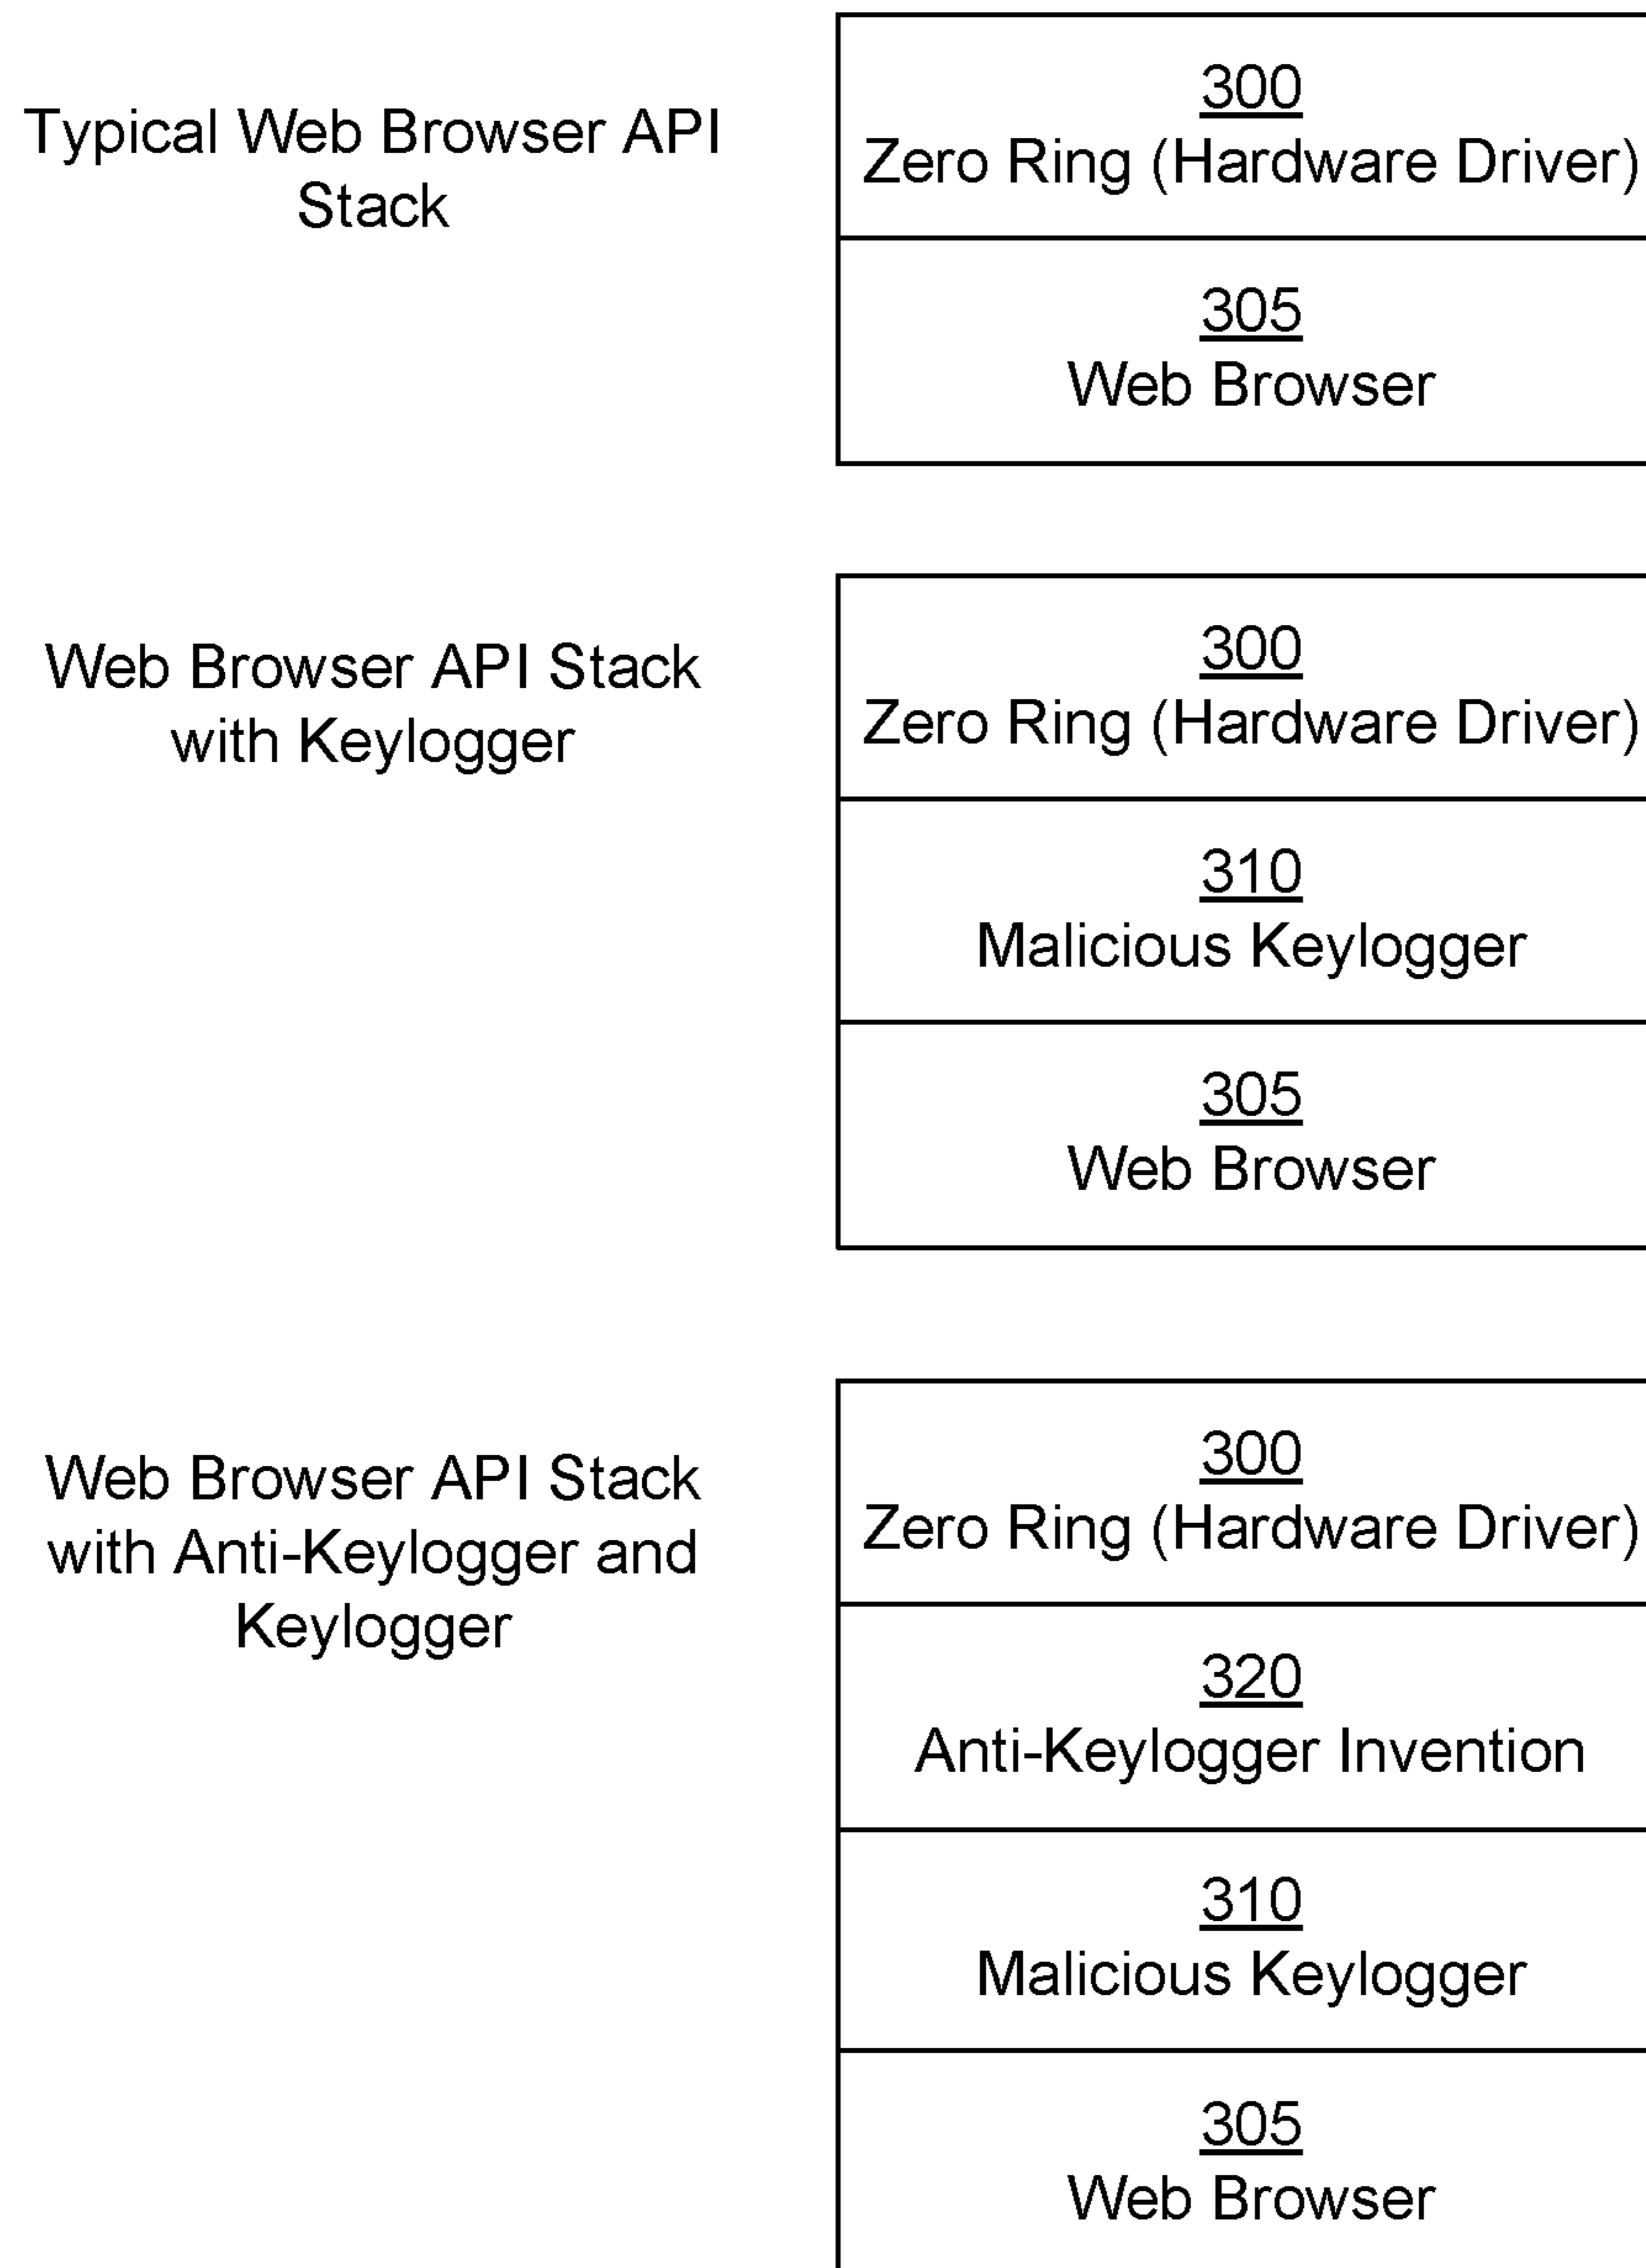 Typical Web Browser API
Stack
300
Zero Ring (Hardware Driver)
305
Web Browser
Web Browser API Stack
with Keylogger
300
Zero Ring (Hardware Driver)
310
Malicious Keylogger
305
Web Browser
Web Browser API Stack
with Anti-Keylogger and
Keylogger
300
Zero Ring (Hardware Driver)
320
Anti-Keylogger Invention
310
Malicious Keylogger
305
Web Browser